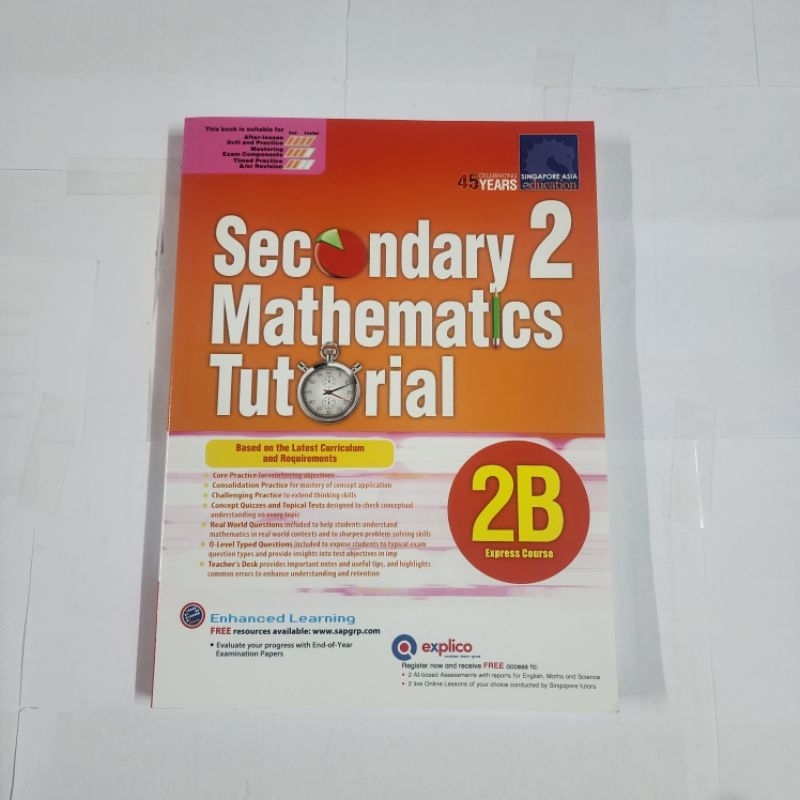 This book is suitable for
After-lesson
Drill and Practice
Mastering
Exam Components
Timed Practice
&/or Revision
45 CELEBRATING YEARS
SINGAPORE ASIA
education
Secondary 2
Mathematics
Tutorial
Based on the Latest Curriculum
and Requirements
Core Practice for reinforcing objectives
Consolidation Practice for mastery of concept application
Challenging Practice to extend thinking skills
Concept Quizzes and Topical Tests designed to check conceptual
understanding on every topic
Real World Questions included to help students understand
mathematics in real world contexts and to sharpen problem-solving skills
O-Level Typed Questions included to expose students to typical exam
question types and provide insights into test objectives in imp
Teacher's Desk provides important notes and useful tips, and highlights
common errors to enhance understanding and retention
2B
Express Course
Enhanced Learning
FREE resources available: www.sapgrp.com
• Evaluate your progress with End-of-Year
Examination Papers
explico
Register now and receive FREE access to:
• 2 AI-based Assessments with reports for English, Maths and Science
• 2 live Online Lessons of your choice conducted by Singapore tutors